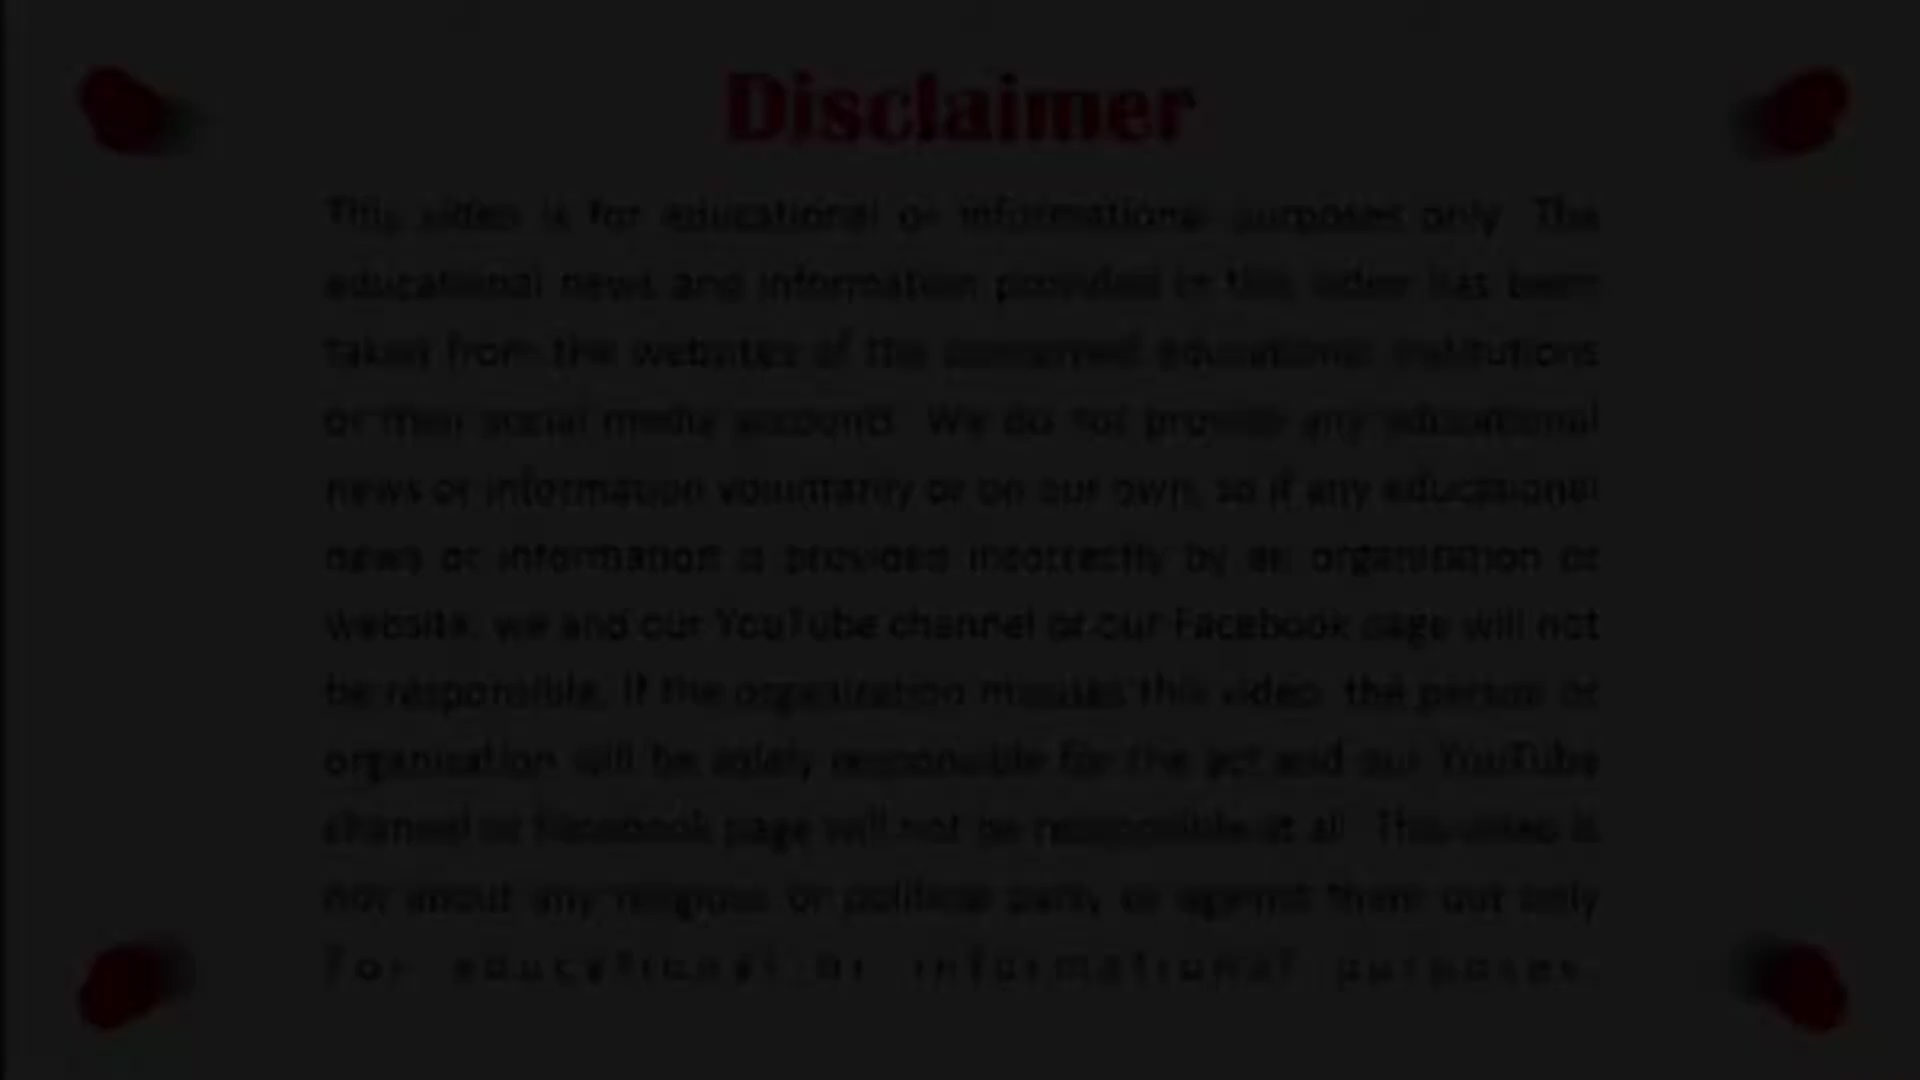 Disclaimer
This video is for educational or informational purposes only. The
educational news and information provided in this video has been
taken from the websites of the concerned educational institutions
or their social media accounts. We do not provide any educational
news or information voluntarily or on our own, so if any educational
news or information is provided incorrectly by an organization or
website, we and our YouTube channel or our Facebook page will not
be responsible. If the organization misuses this video, the person or
organisation will be solely responsible for the act and our YouTube
channel or Facebook page will not be responsible at all. This video is
not about any religious or political party or against them but only
For educational or informational purposes.